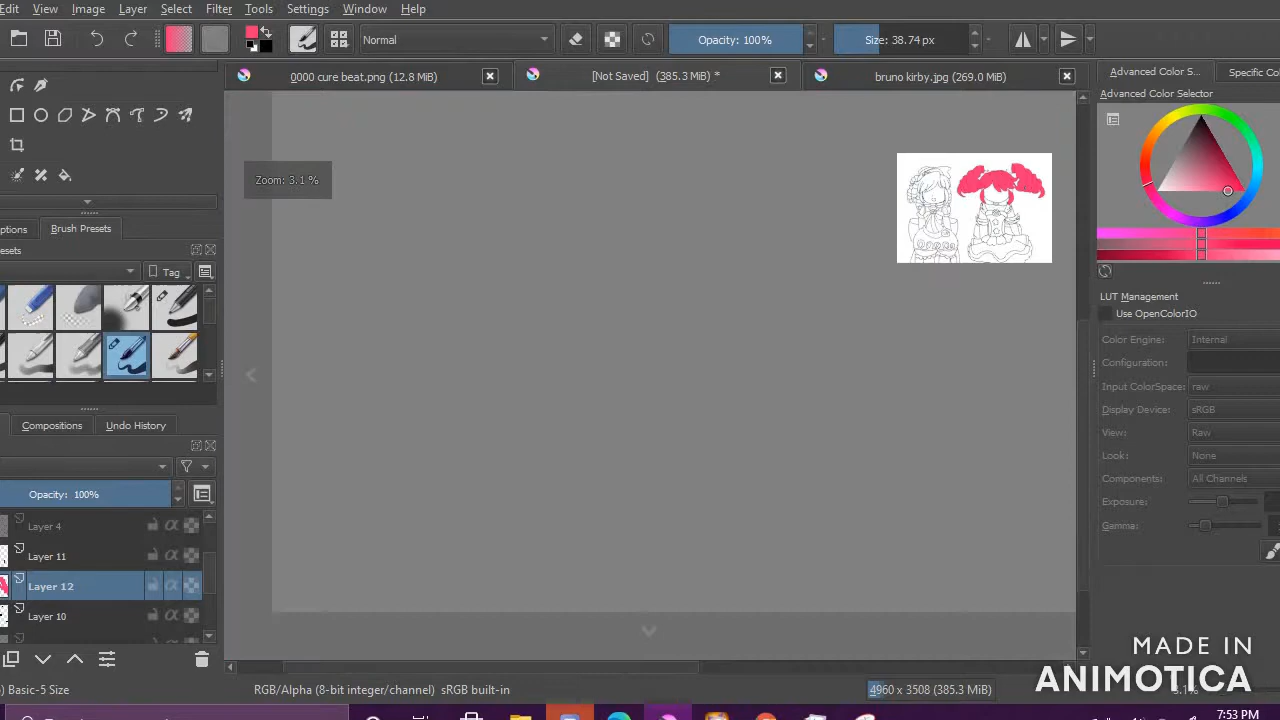 Edit View Image Layer Select Filter Tools Settings Window Help
Normal
Opacity: 100%
Size: 38.74 px
0000 cure beat.png (12.8 MiB)
[Not Saved] (385.3 MiB) *
bruno kirby.jpg (269.0 MiB)
Advanced Color S...
Specific Co
Advanced Color Selector
Zoom: 3.1 %
ptions
Brush Presets
esets
Tag
LUT Management
Use OpenColorIO
Color Engine: Internal
Configuration:
Input ColorSpace: raw
Display Device: sRGB
View: Raw
Look: None
Components: All Channels
Exposure:
Gamma:
Compositions
Undo History
Opacity: 100%
Layer 4
Layer 11
Layer 12
Layer 10
) Basic-5 Size
RGB/Alpha (8-bit integer/channel) sRGB built-in
4960 x 3508 (385.3 MiB)
3.1%
MADE IN
ANIMOTICA
7:53 PM